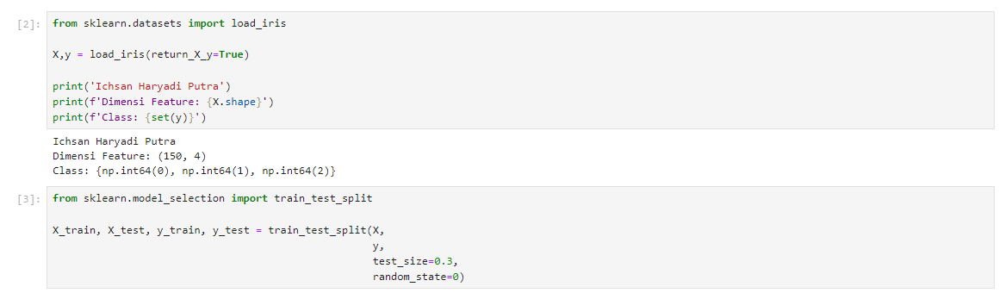 [2]: from sklearn.datasets import load_iris
X,y = load_iris(return_X_y=True)
print('Ichsan Haryadi Putra')
print(f'Dimensi Feature: {X.shape}')
print(f'Class: {set(y)}')
Ichsan Haryadi Putra
Dimensi Feature: (150, 4)
Class: {np.int64(0), np.int64(1), np.int64(2)}
[3]: from sklearn.model_selection import train_test_split
X_train, X_test, y_train, y_test = train_test_split(X,
y,
test_size=0.3,
random_state=0)